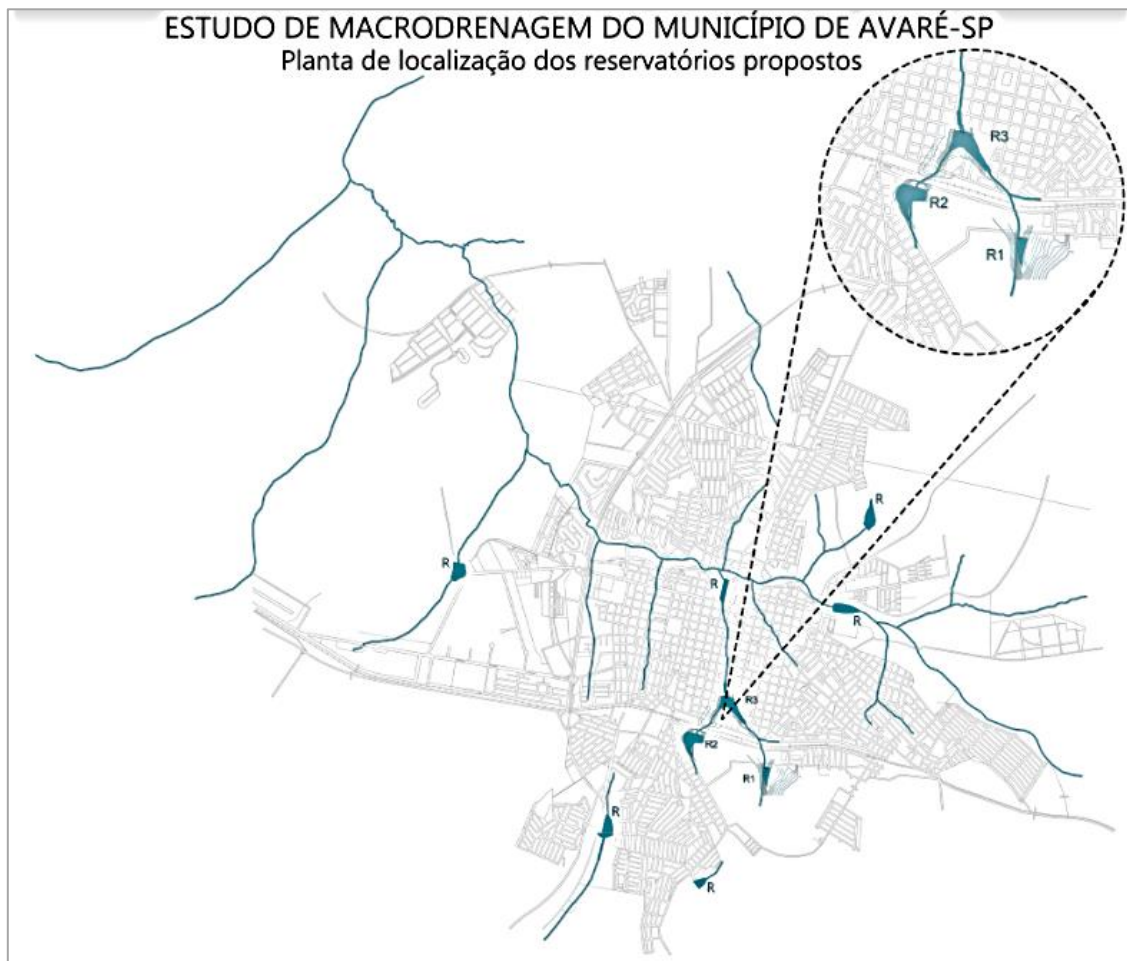 ESTUDO DE MACRODRENAGEM DO MUNICÍPIO DE AVARÉ-SP
Planta de localização dos reservatórios propostos
R3
R2
R1
R
R
R
R
R3
R2
R1
R
R